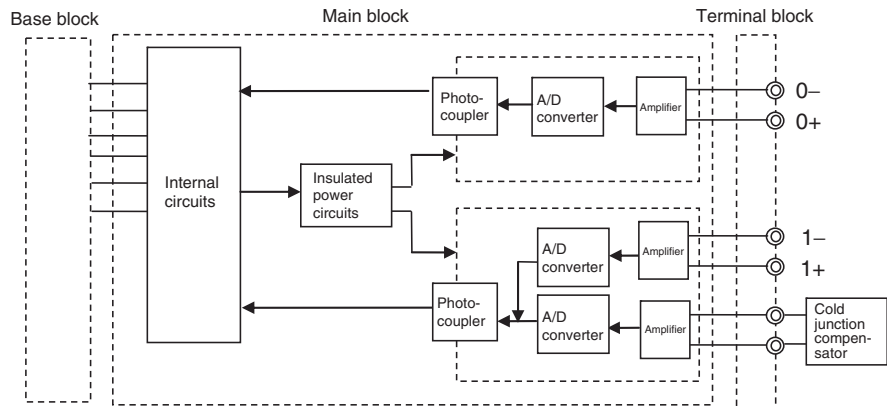 Base block
Main block
Terminal block
Internal
circuits
Photo-
coupler
A/D
converter
Amplifier
0−
0+
Insulated
power
circuits
A/D
converter
Amplifier
1−
1+
Photo-
coupler
A/D
converter
Amplifier
Cold
junction
compen-
sator